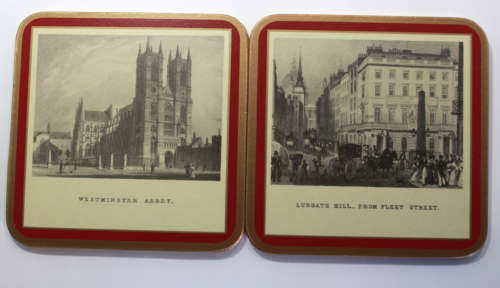 WESTMINSTER ABBEY.
LUDGATE HILL, FROM FLEET STREET.